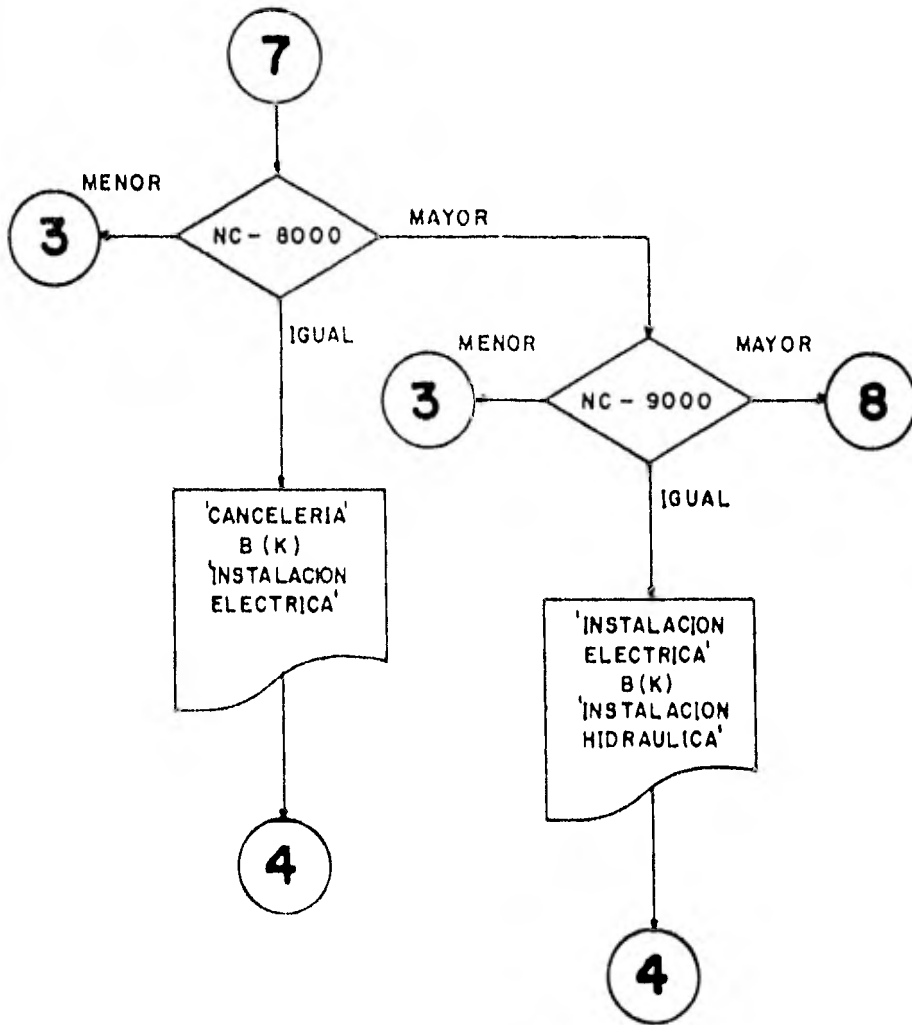 7
MENOR
3
NC - 8000
MAYOR
IGUAL
MENOR
3
NC - 9000
MAYOR
8
'CANCELERIA'
B (K)
'INSTALACION
ELECTRICA'
IGUAL
'INSTALACION
ELECTRICA'
B (K)
'INSTALACION
HIDRAULICA'
4
4